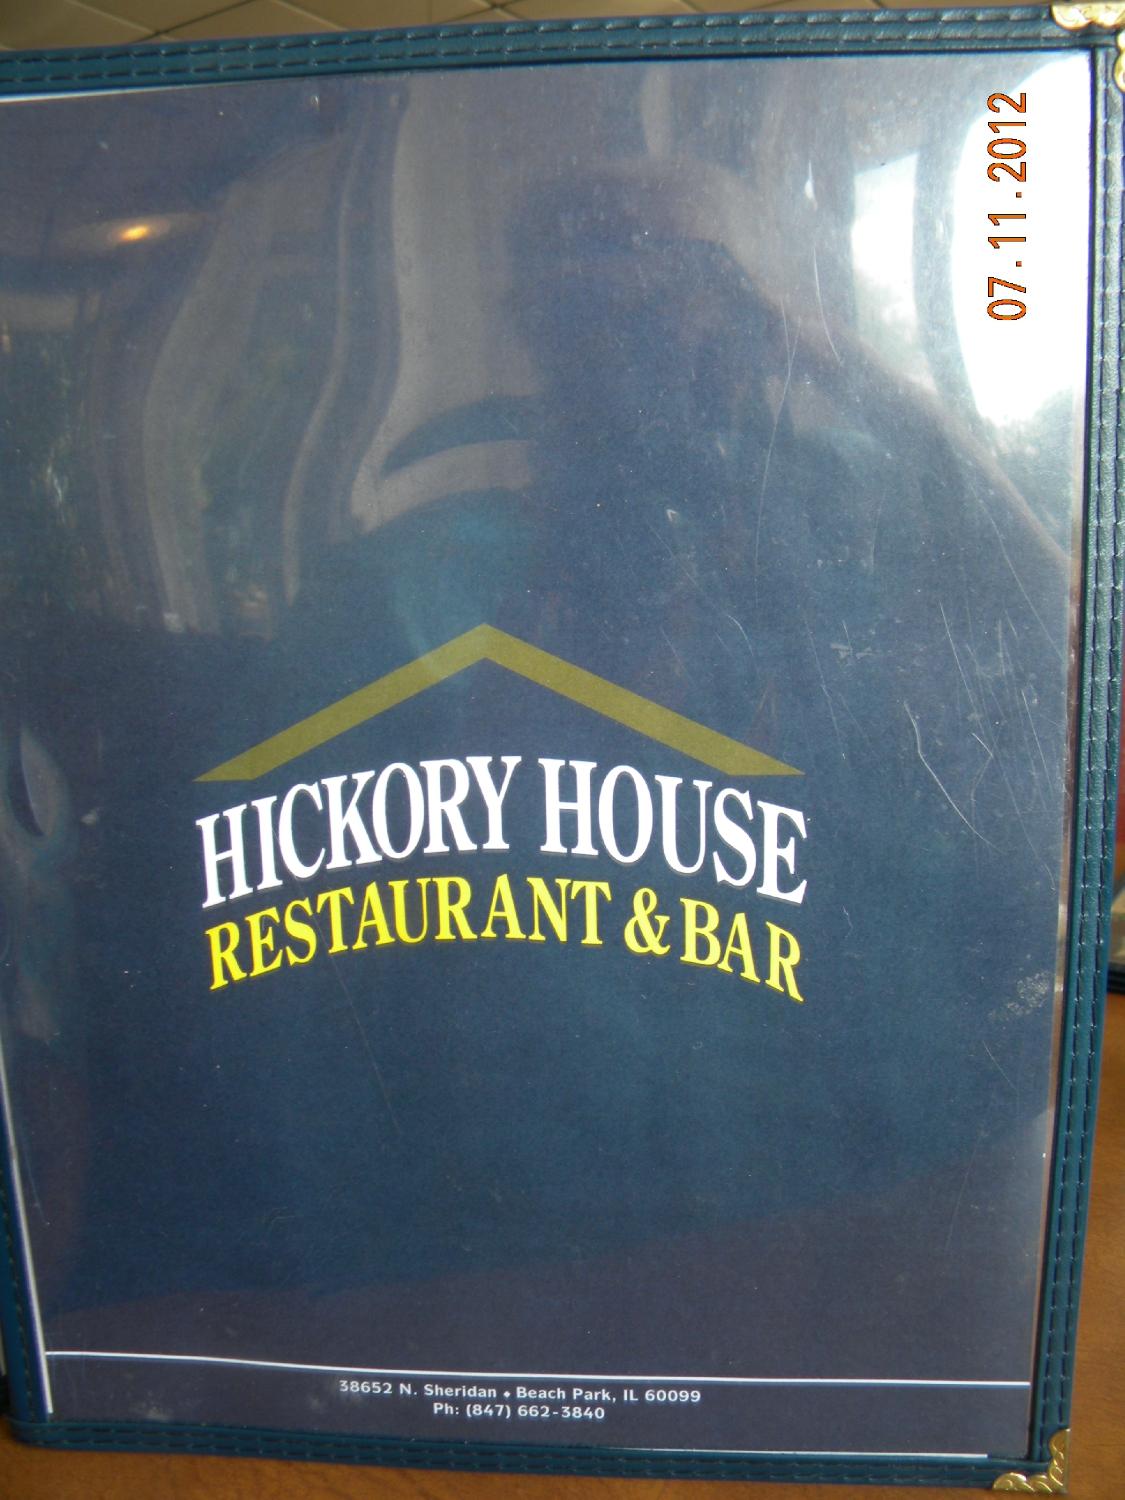 07.11.2012
HICKORY HOUSE
RESTAURANT & BAR
38652 N. Sheridan ⬩ Beach Park, IL 60099
Ph: (847) 662-3840